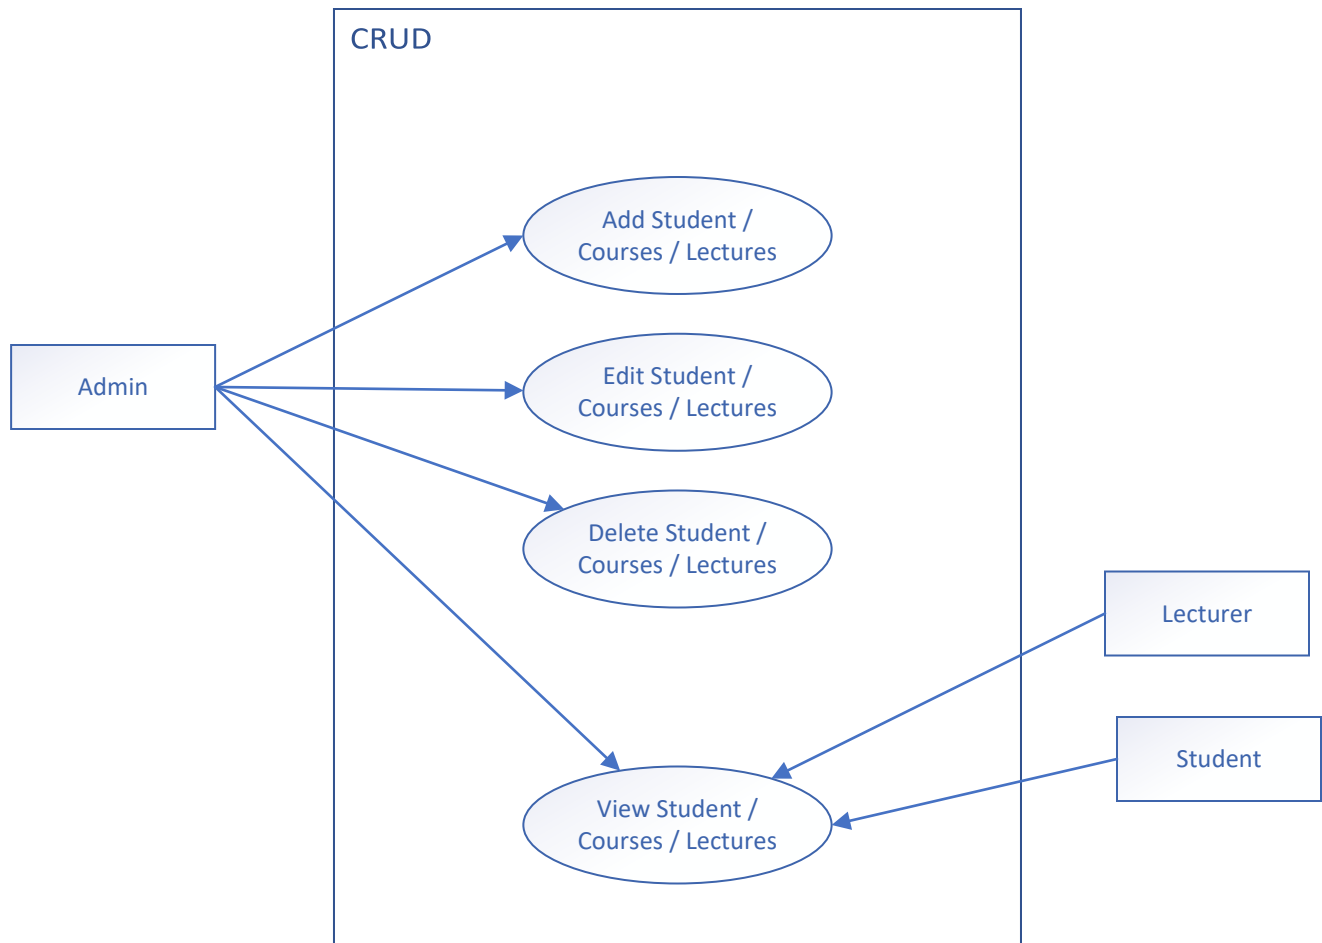 CRUD
Add Student /
Courses / Lectures
Admin
Edit Student /
Courses / Lectures
Delete Student /
Courses / Lectures
Lecturer
Student
View Student /
Courses / Lectures